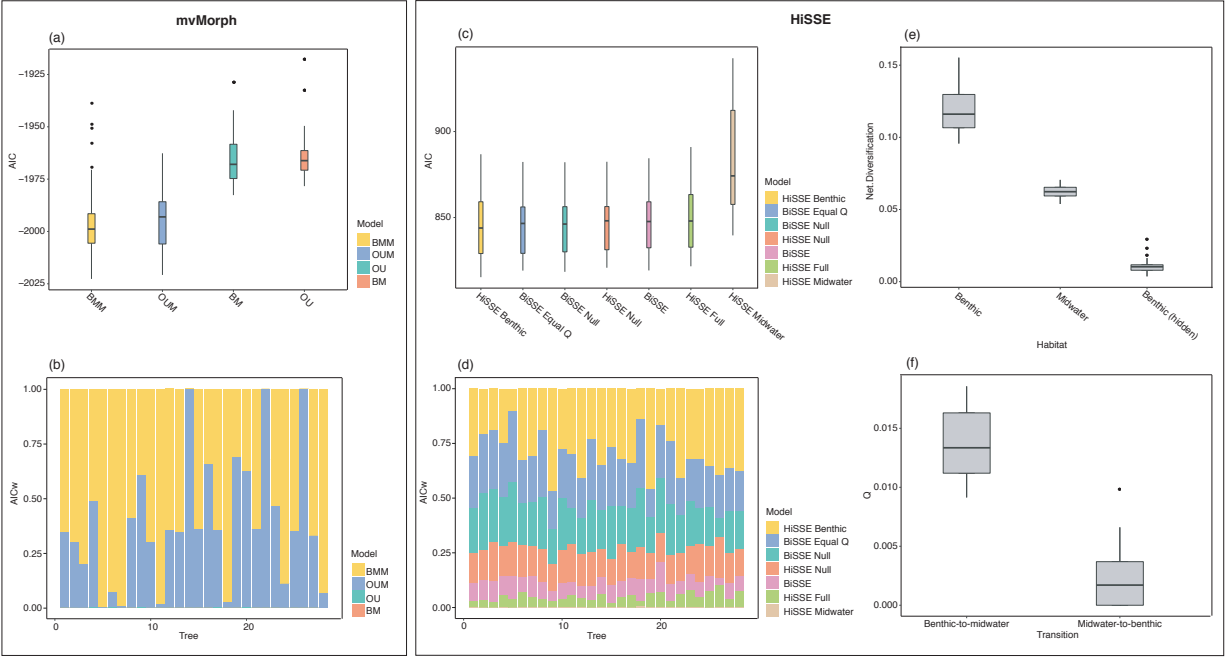 mvMorph
(a)
−1925
−1950
−1975
−2000
−2025
AIC
BMM
OUM
BM
OU
Model
BMM
OUM
OU
BM
(b)
1.00
0.75
0.50
0.25
0.00
AICw
0
10
20
Tree
Model
BMM
OUM
OU
BM
HiSSE
(c)
900
850
AIC
HiSSE Benthic
BiSSE Equal Q
BiSSE Null
HiSSE Null
BiSSE
HiSSE Full
HiSSE Midwater
Model
HiSSE Benthic
BiSSE Equal Q
BiSSE Null
HiSSE Null
BiSSE
HiSSE Full
HiSSE Midwater
(d)
1.00
0.75
0.50
0.25
0.00
AICw
0
10
20
Tree
Model
HiSSE Benthic
BiSSE Equal Q
BiSSE Null
HiSSE Null
BiSSE
HiSSE Full
HiSSE Midwater
(e)
0.15
0.10
0.05
0.00
Net.Diversification
Benthic
Midwater
Benthic (hidden)
Habitat
(f)
0.015
0.010
0.005
0.000
Q
Benthic-to-midwater
Midwater-to-benthic
Transition